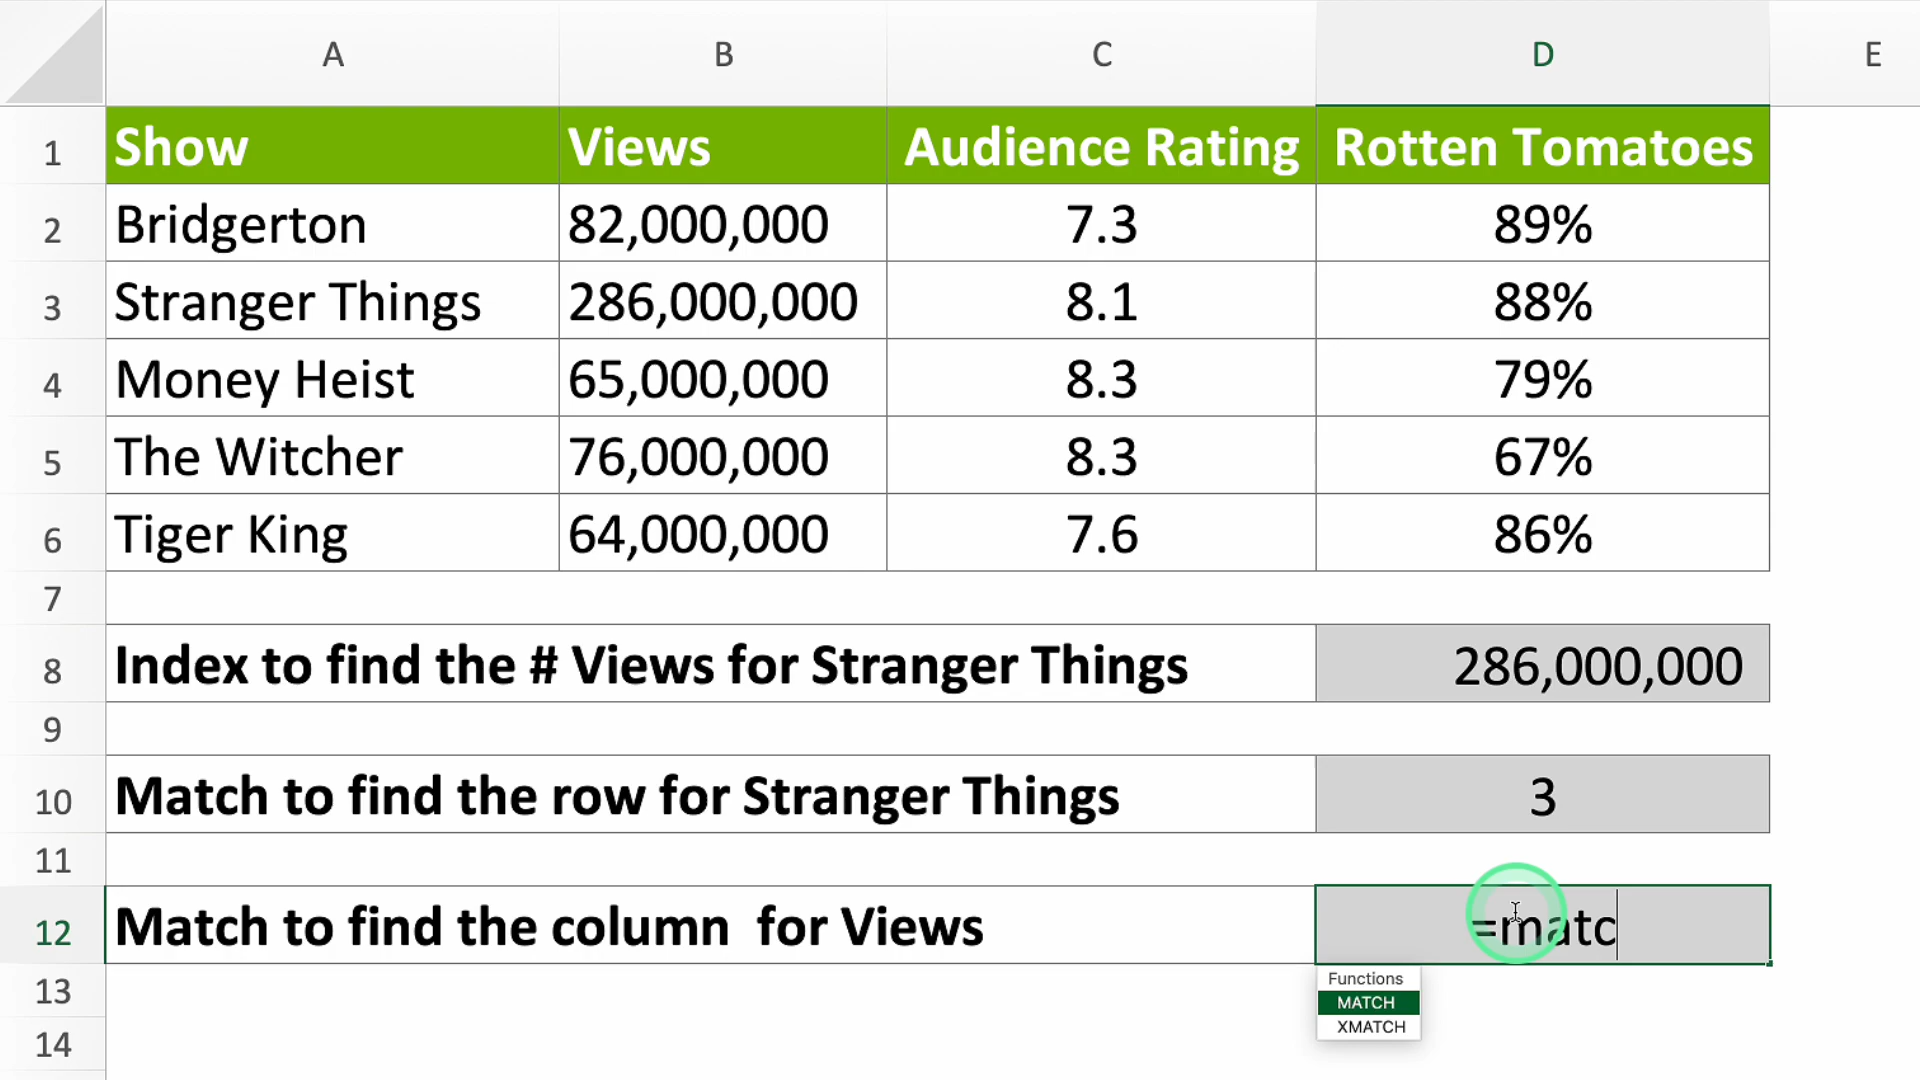 A B C D E
1 Show Views Audience Rating Rotten Tomatoes
2 Bridgerton 82,000,000 7.3 89%
3 Stranger Things 286,000,000 8.1 88%
4 Money Heist 65,000,000 8.3 79%
5 The Witcher 76,000,000 8.3 67%
6 Tiger King 64,000,000 7.6 86%
7
8 Index to find the # Views for Stranger Things 286,000,000
9
10 Match to find the row for Stranger Things 3
11
12 Match to find the column  for Views =matc
Functions
13
MATCH
XMATCH
14